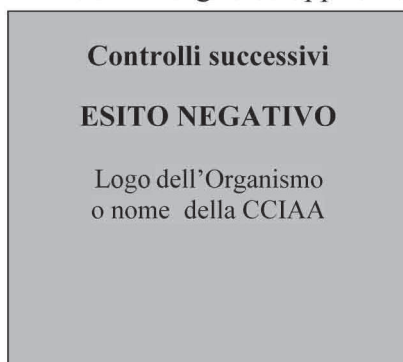 Controlli successivi
ESITO NEGATIVO
Logo dell’Organismo
o nome della CCIAA